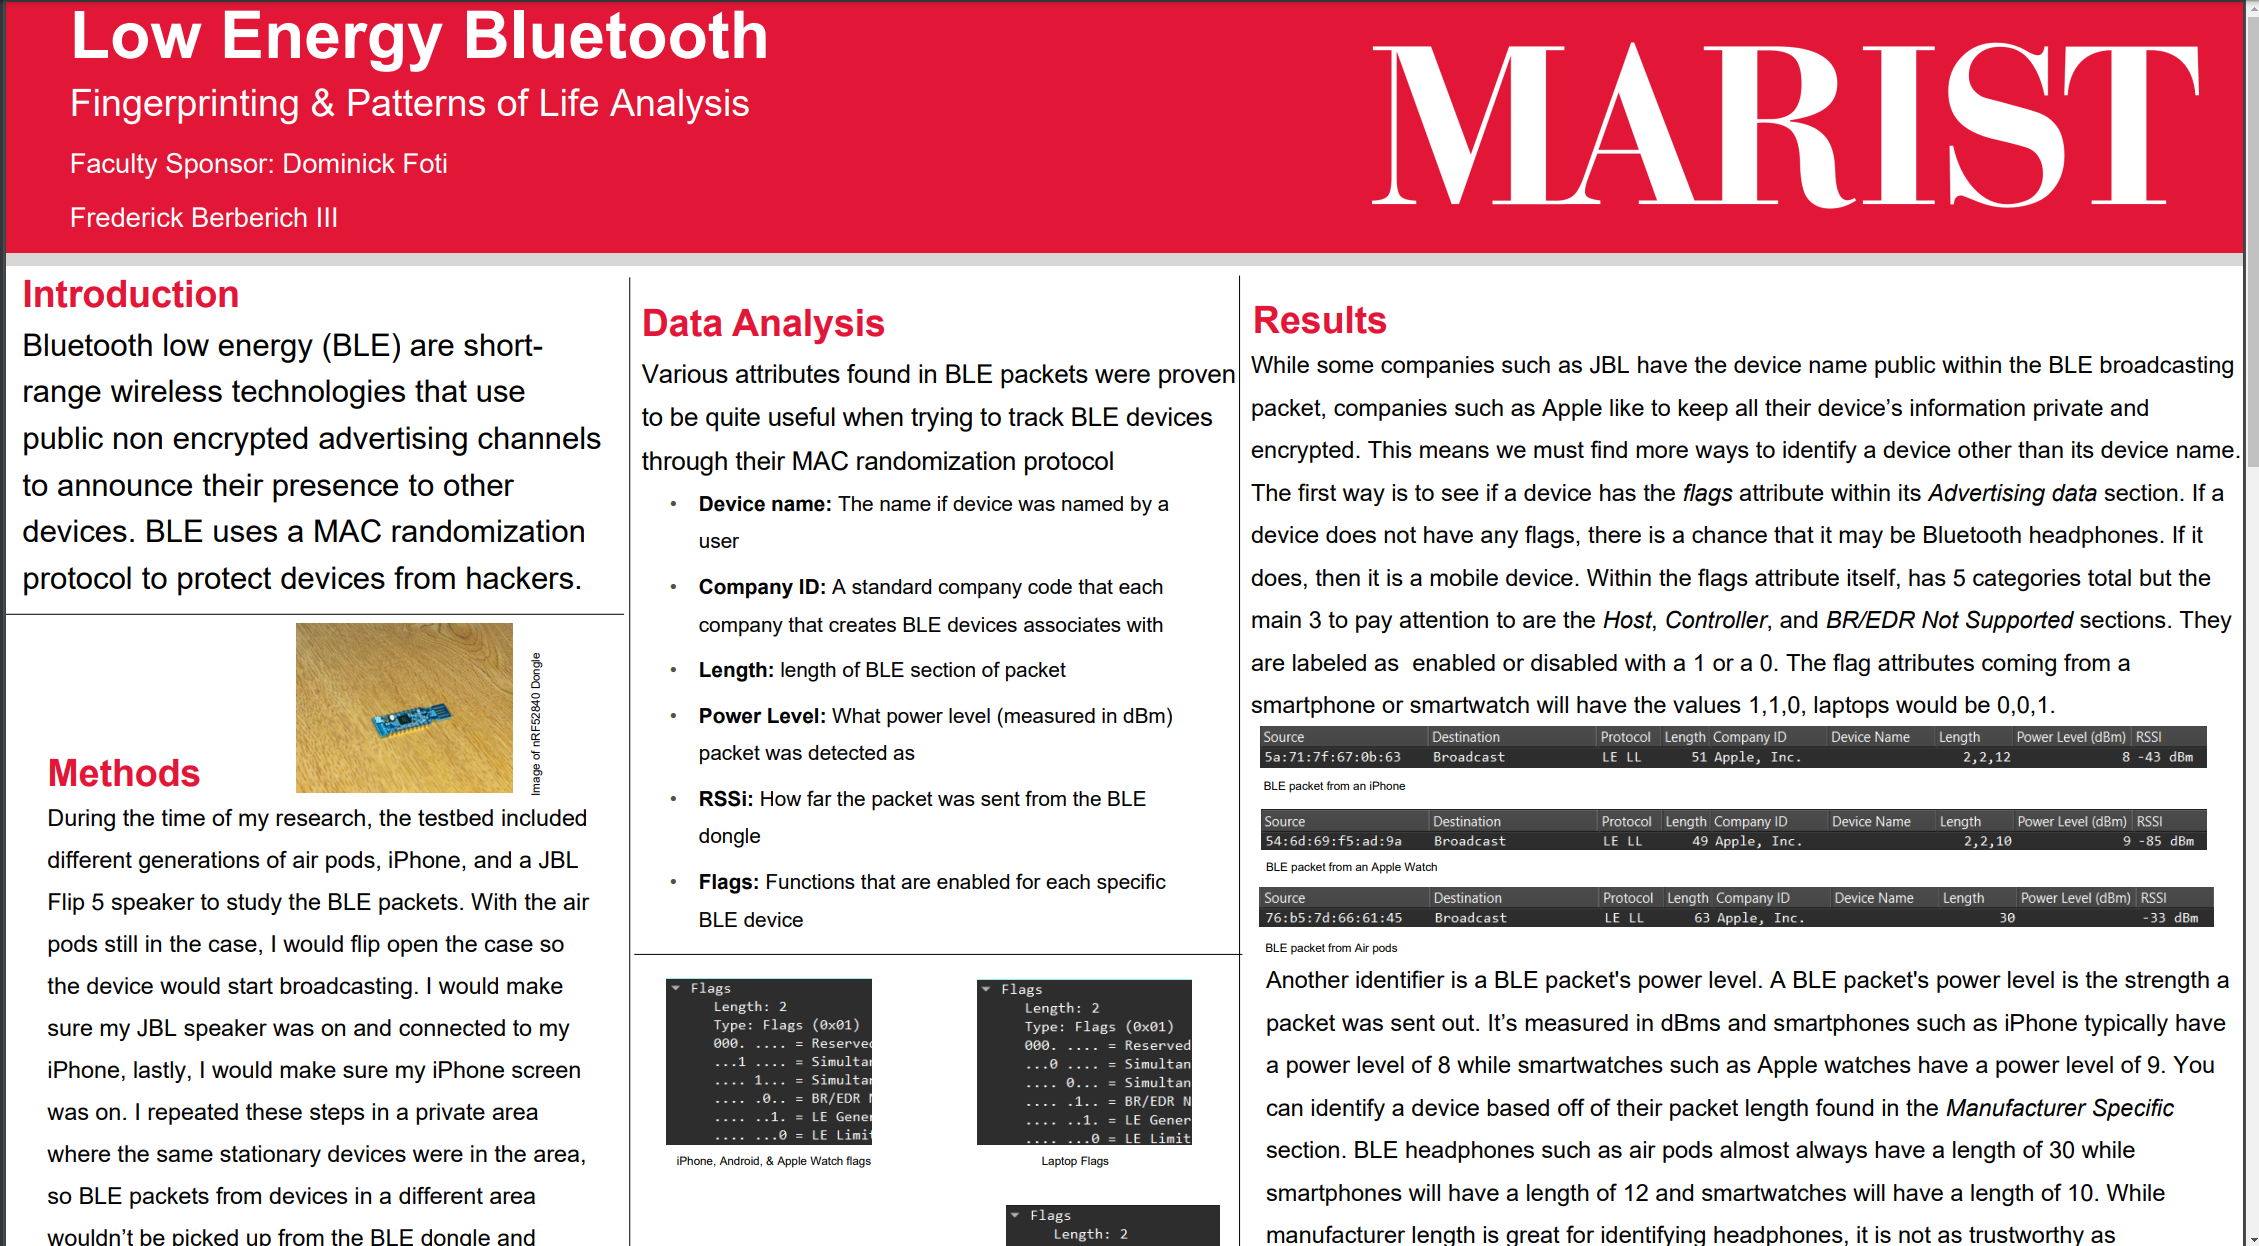 Low Energy Bluetooth
Fingerprinting & Patterns of Life Analysis
Faculty Sponsor: Dominick Foti
Frederick Berberich III
MARIST
Introduction
Bluetooth low energy (BLE) are short-
range wireless technologies that use
public non encrypted advertising channels
to announce their presence to other
devices. BLE uses a MAC randomization
protocol to protect devices from hackers.
Image of nRF52840 Dongle
Methods
During the time of my research, the testbed included
different generations of air pods, iPhone, and a JBL
Flip 5 speaker to study the BLE packets. With the air
pods still in the case, I would flip open the case so
the device would start broadcasting. I would make
sure my JBL speaker was on and connected to my
iPhone, lastly, I would make sure my iPhone screen
was on. I repeated these steps in a private area
where the same stationary devices were in the area,
so BLE packets from devices in a different area
wouldn't be picked up from the BLE dongle and
Data Analysis
Various attributes found in BLE packets were proven
to be quite useful when trying to track BLE devices
through their MAC randomization protocol
• Device name: The name if device was named by a
user
• Company ID: A standard company code that each
company that creates BLE devices associates with
• Length: length of BLE section of packet
• Power Level: What power level (measured in dBm)
packet was detected as
• RSSi: How far the packet was sent from the BLE
dongle
• Flags: Functions that are enabled for each specific
BLE device
Flags
Length: 2
Type: Flags (0x01)
000. .... = Reserved
...1 .... = Simultan
.... 1... = Simultan
.... .0.. = BR/EDR N
.... ..1. = LE Gener
.... ...0 = LE Limit
iPhone, Android, & Apple Watch flags
Flags
Length: 2
Type: Flags (0x01)
000. .... = Reserved
...0 .... = Simultan
.... 0... = Simultan
.... .1.. = BR/EDR N
.... ..1. = LE Gener
.... ...0 = LE Limit
Laptop Flags
Flags
Length: 2
Results
While some companies such as JBL have the device name public within the BLE broadcasting
packet, companies such as Apple like to keep all their device's information private and
encrypted. This means we must find more ways to identify a device other than its device name.
The first way is to see if a device has the flags attribute within its Advertising data section. If a
device does not have any flags, there is a chance that it may be Bluetooth headphones. If it
does, then it is a mobile device. Within the flags attribute itself, has 5 categories total but the
main 3 to pay attention to are the Host, Controller, and BR/EDR Not Supported sections. They
are labeled as  enabled or disabled with a 1 or a 0. The flag attributes coming from a
smartphone or smartwatch will have the values 1,1,0, laptops would be 0,0,1.
Source Destination Protocol Length Company ID Device Name Length Power Level (dBm) RSSI
5a:71:7f:67:0b:63 Broadcast LE LL 51 Apple, Inc. 2,2,12 8 -43 dBm
BLE packet from an iPhone
Source Destination Protocol Length Company ID Device Name Length Power Level (dBm) RSSI
54:6d:69:f5:ad:9a Broadcast LE LL 49 Apple, Inc. 2,2,10 9 -85 dBm
BLE packet from an Apple Watch
Source Destination Protocol Length Company ID Device Name Length Power Level (dBm) RSSI
76:b5:7d:66:61:45 Broadcast LE LL 63 Apple, Inc. 30 -33 dBm
BLE packet from Air pods
Another identifier is a BLE packet's power level. A BLE packet's power level is the strength a
packet was sent out. It's measured in dBms and smartphones such as iPhone typically have
a power level of 8 while smartwatches such as Apple watches have a power level of 9. You
can identify a device based off of their packet length found in the Manufacturer Specific
section. BLE headphones such as air pods almost always have a length of 30 while
smartphones will have a length of 12 and smartwatches will have a length of 10. While
manufacturer length is great for identifying headphones, it is not as trustworthy as